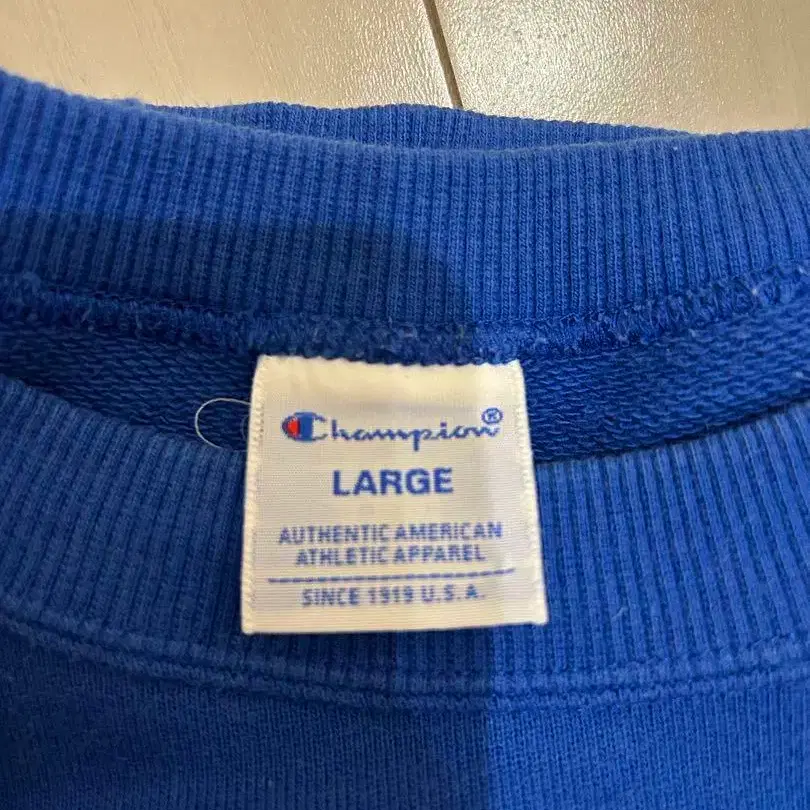 Champion®
LARGE
AUTHENTIC AMERICAN
ATHLETIC APPAREL
SINCE 1919 U.S.A.